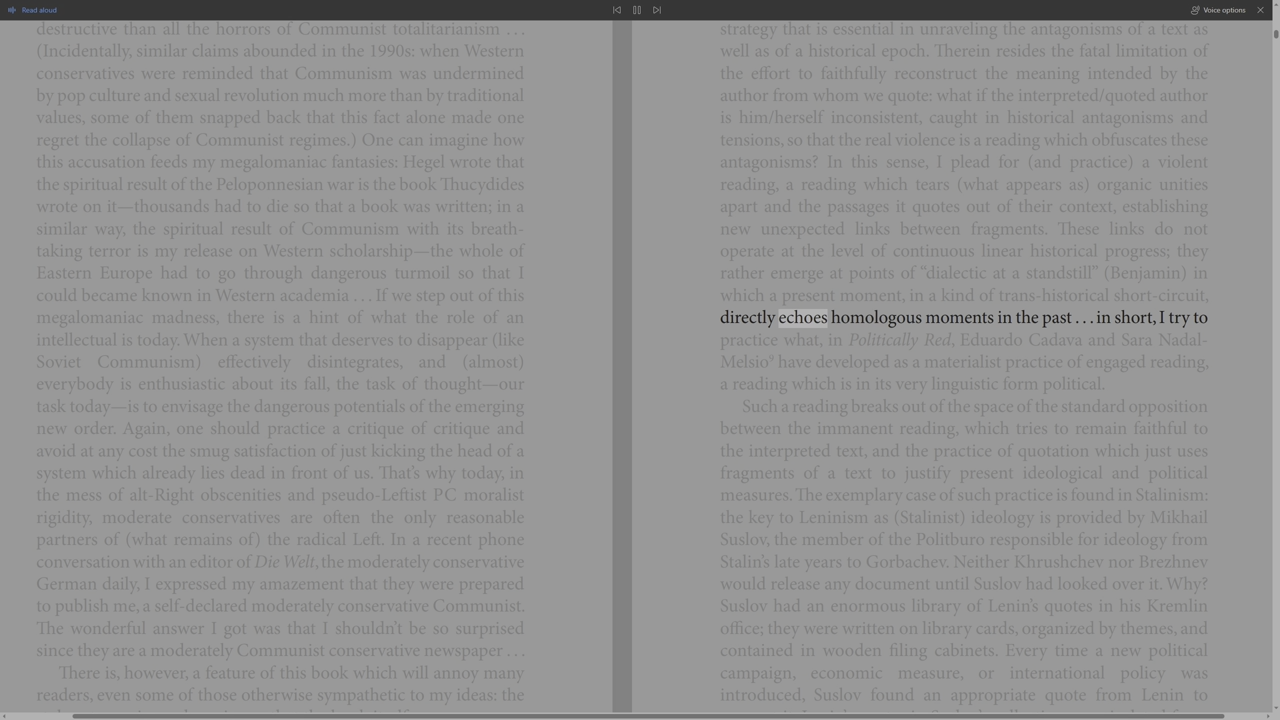 Read aloud
Voice options
destructive than all the horrors of Communist totalitarianism . . .
(Incidentally, similar claims abounded in the 1990s: when Western
conservatives were reminded that Communism was undermined
by pop culture and sexual revolution much more than by traditional
values, some of them snapped back that this fact alone made one
regret the collapse of Communist regimes.) One can imagine how
this accusation feeds my megalomaniac fantasies: Hegel wrote that
the spiritual result of the Peloponnesian war is the book Thucydides
wrote on it—thousands had to die so that a book was written; in a
similar way, the spiritual result of Communism with its breath-
taking terror is my release on Western scholarship—the whole of
Eastern Europe had to go through dangerous turmoil so that I
could became known in Western academia . . . If we step out of this
megalomaniac madness, there is a hint of what the role of an
intellectual is today. When a system that deserves to disappear (like
Soviet Communism) effectively disintegrates, and (almost)
everybody is enthusiastic about its fall, the task of thought—our
task today—is to envisage the dangerous potentials of the emerging
new order. Again, one should practice a critique of critique and
avoid at any cost the smug satisfaction of just kicking the head of a
system which already lies dead in front of us. That's why today, in
the mess of alt-Right obscenities and pseudo-Leftist PC moralist
rigidity, moderate conservatives are often the only reasonable
partners of (what remains of) the radical Left. In a recent phone
conversation with an editor of Die Welt, the moderately conservative
German daily, I expressed my amazement that they were prepared
to publish me, a self-declared moderately conservative Communist.
The wonderful answer I got was that I shouldn't be so surprised
since they are a moderately Communist conservative newspaper . . .
There is, however, a feature of this book which will annoy many
readers, even some of those otherwise sympathetic to my ideas: the
strategy that is essential in unraveling the antagonisms of a text as
well as of a historical epoch. Therein resides the fatal limitation of
the effort to faithfully reconstruct the meaning intended by the
author from whom we quote: what if the interpreted/quoted author
is him/herself inconsistent, caught in historical antagonisms and
tensions, so that the real violence is a reading which obfuscates these
antagonisms? In this sense, I plead for (and practice) a violent
reading, a reading which tears (what appears as) organic unities
apart and the passages it quotes out of their context, establishing
new unexpected links between fragments. These links do not
operate at the level of continuous linear historical progress; they
rather emerge at points of “dialectic at a standstill” (Benjamin) in
which a present moment, in a kind of trans-historical short-circuit,
directly echoes homologous moments in the past . . . in short, I try to
practice what, in Politically Red, Eduardo Cadava and Sara Nadal-
Melsio⁹ have developed as a materialist practice of engaged reading,
a reading which is in its very linguistic form political.
Such a reading breaks out of the space of the standard opposition
between the immanent reading, which tries to remain faithful to
the interpreted text, and the practice of quotation which just uses
fragments of a text to justify present ideological and political
measures. The exemplary case of such practice is found in Stalinism:
the key to Leninism as (Stalinist) ideology is provided by Mikhail
Suslov, the member of the Politburo responsible for ideology from
Stalin's late years to Gorbachev. Neither Khrushchev nor Brezhnev
would release any document until Suslov had looked over it. Why?
Suslov had an enormous library of Lenin's quotes in his Kremlin
office; they were written on library cards, organized by themes, and
contained in wooden filing cabinets. Every time a new political
campaign, economic measure, or international policy was
introduced, Suslov found an appropriate quote from Lenin to